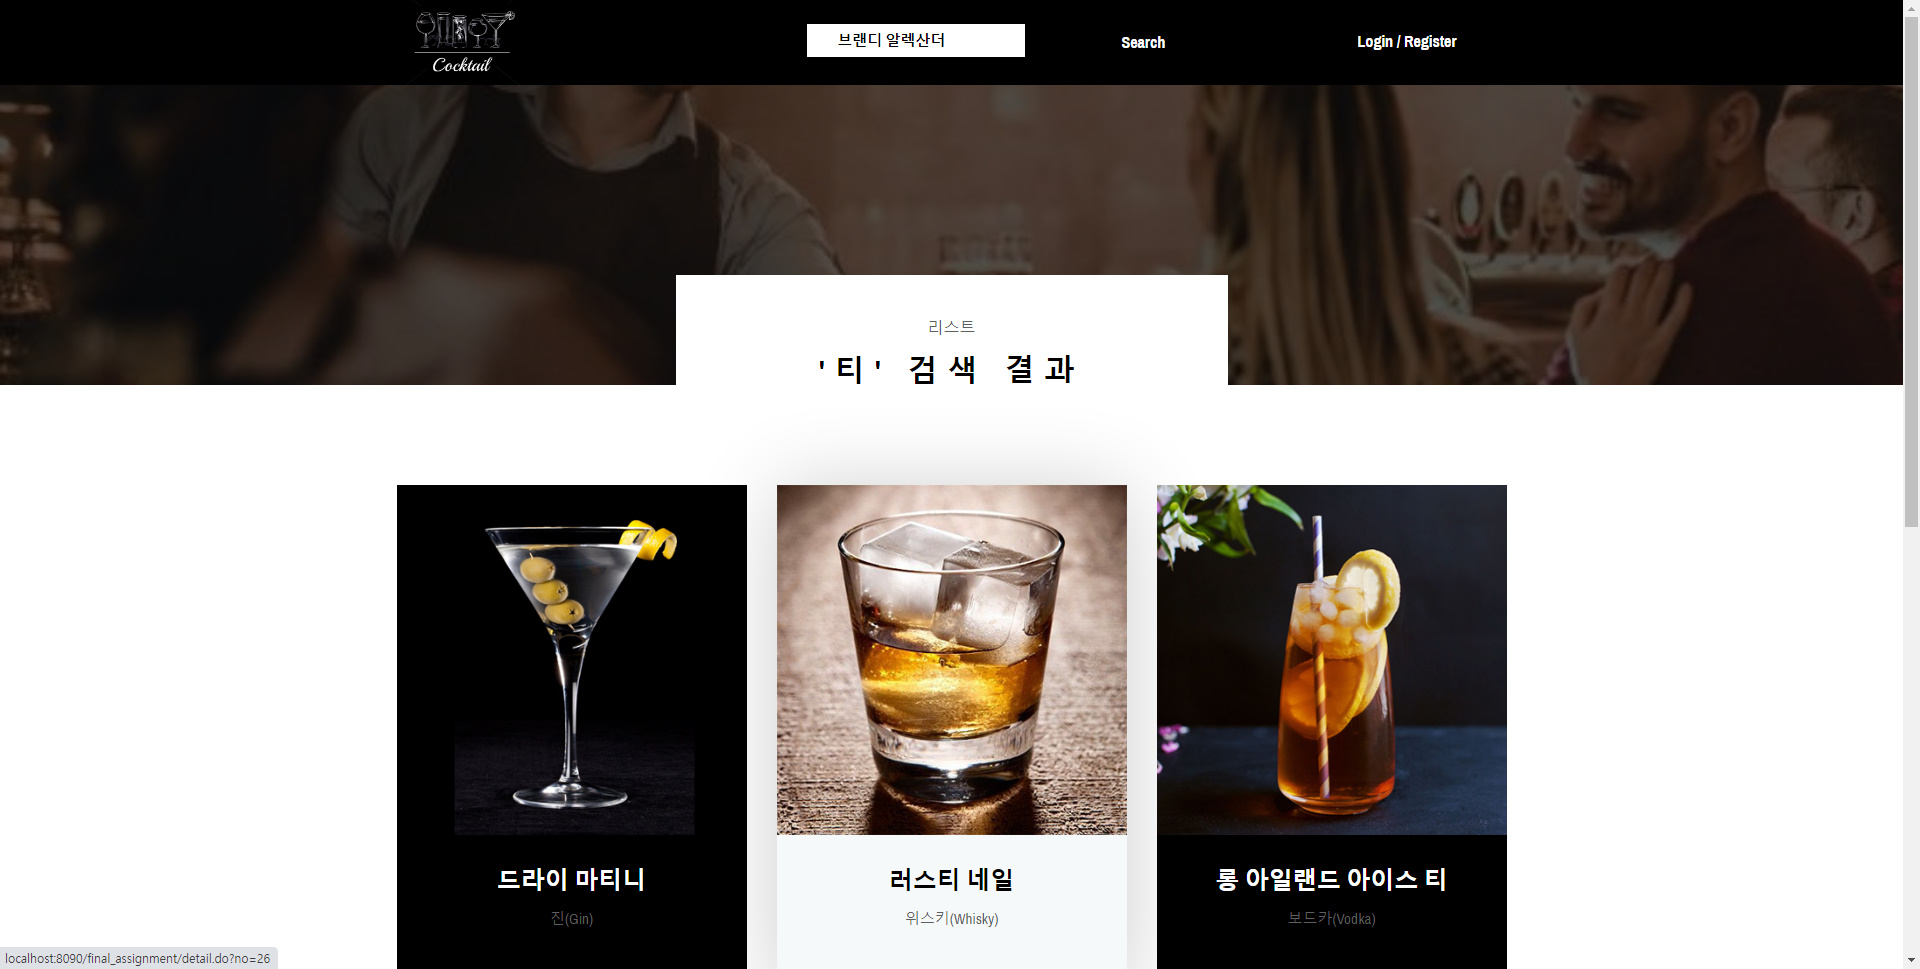 Cocktail
브랜디 알렉산더
Search
Login / Register
리스트
'티' 검색 결과
드라이 마티니
진(Gin)
러스티 네일
위스키(Whisky)
롱 아일랜드 아이스 티
보드카(Vodka)
localhost:8090/final_assignment/detail.do?no=26